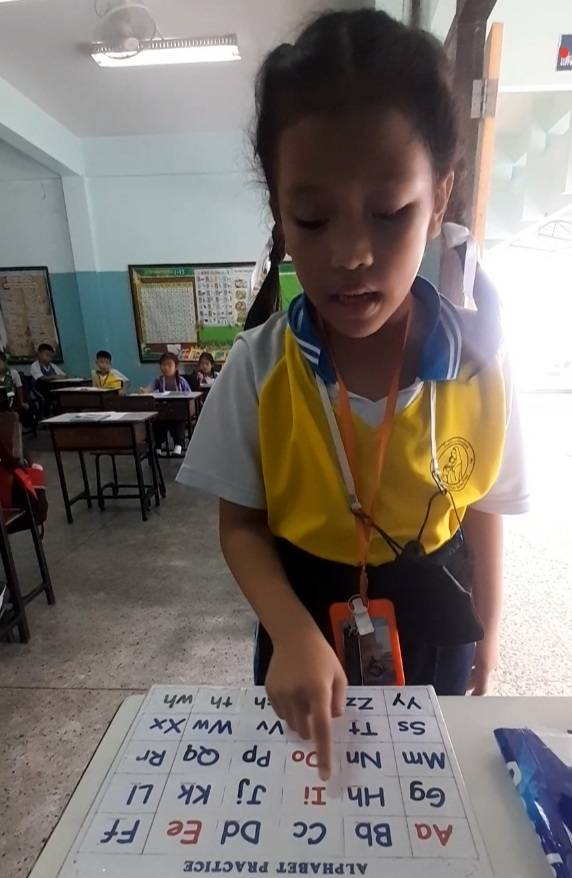 ALPHABET PRACTICE
Aa Bb Cc Dd Ee Ff
Gg Hh Ii Jj Kk Ll
Mm Nn Oo Pp Qq Rr
Ss Tt Vv Ww Xx
Yy Zz th wh